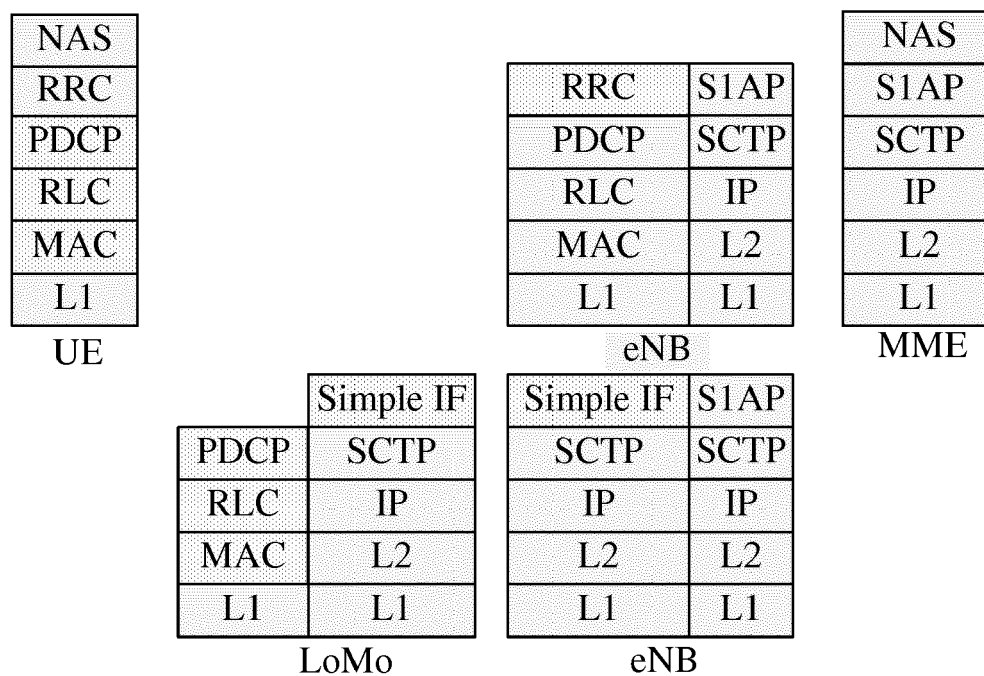 NAS NAS
RRC RRC S1AP S1AP
PDCP PDCP SCTP SCTP
RLC RLC IP IP
MAC MAC L2 L2
L1 L1 L1 L1
UE eNB MME
Simple IF Simple IF S1AP
PDCP SCTP SCTP SCTP
RLC IP IP IP
MAC L2 L2 L2
L1 L1 L1 L1
LoMo eNB